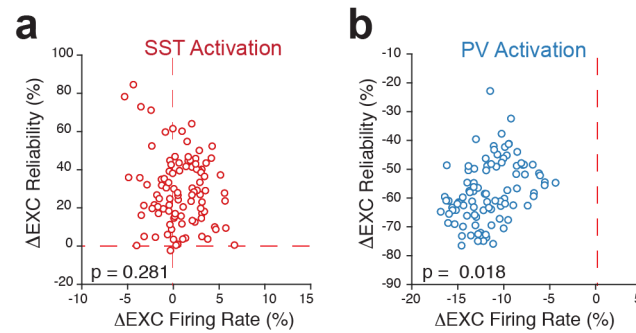 a
SST Activation
ΔEXC Reliability (%)
100
80
60
40
20
0
-20
p = 0.281
-10 -5 0 5 10 15
ΔEXC Firing Rate (%)
b
PV Activation
ΔEXC Reliability (%)
-10
-20
-30
-40
-50
-60
-70
-80
-90
p = 0.018
-20 -15 -10 -5 0 5
ΔEXC Firing Rate (%)